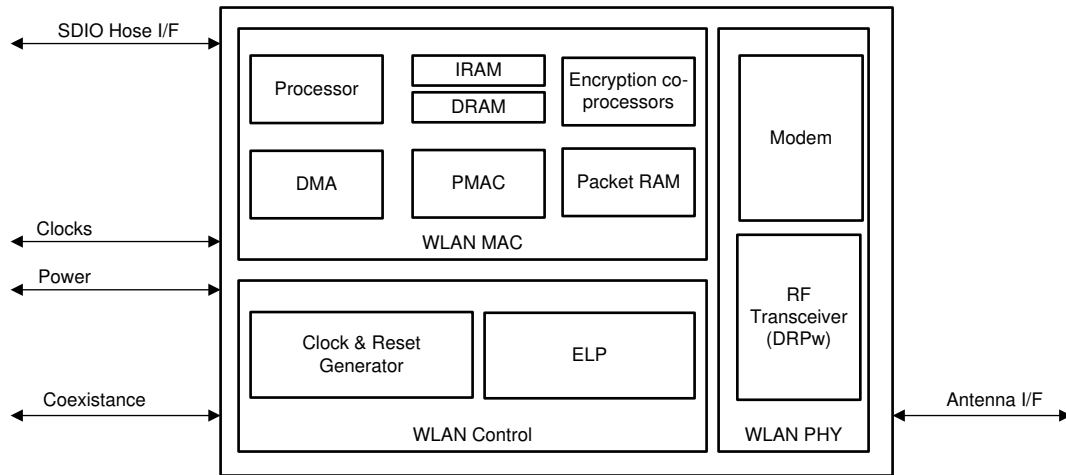 SDIO Hose I/F
Processor
IRAM
DRAM
Encryption co-
processors
DMA
PMAC
Packet RAM
WLAN MAC
Clocks
Power
Clock & Reset
Generator
ELP
Coexistance
WLAN Control
Modem
RF
Transceiver
(DRPw)
WLAN PHY
Antenna I/F